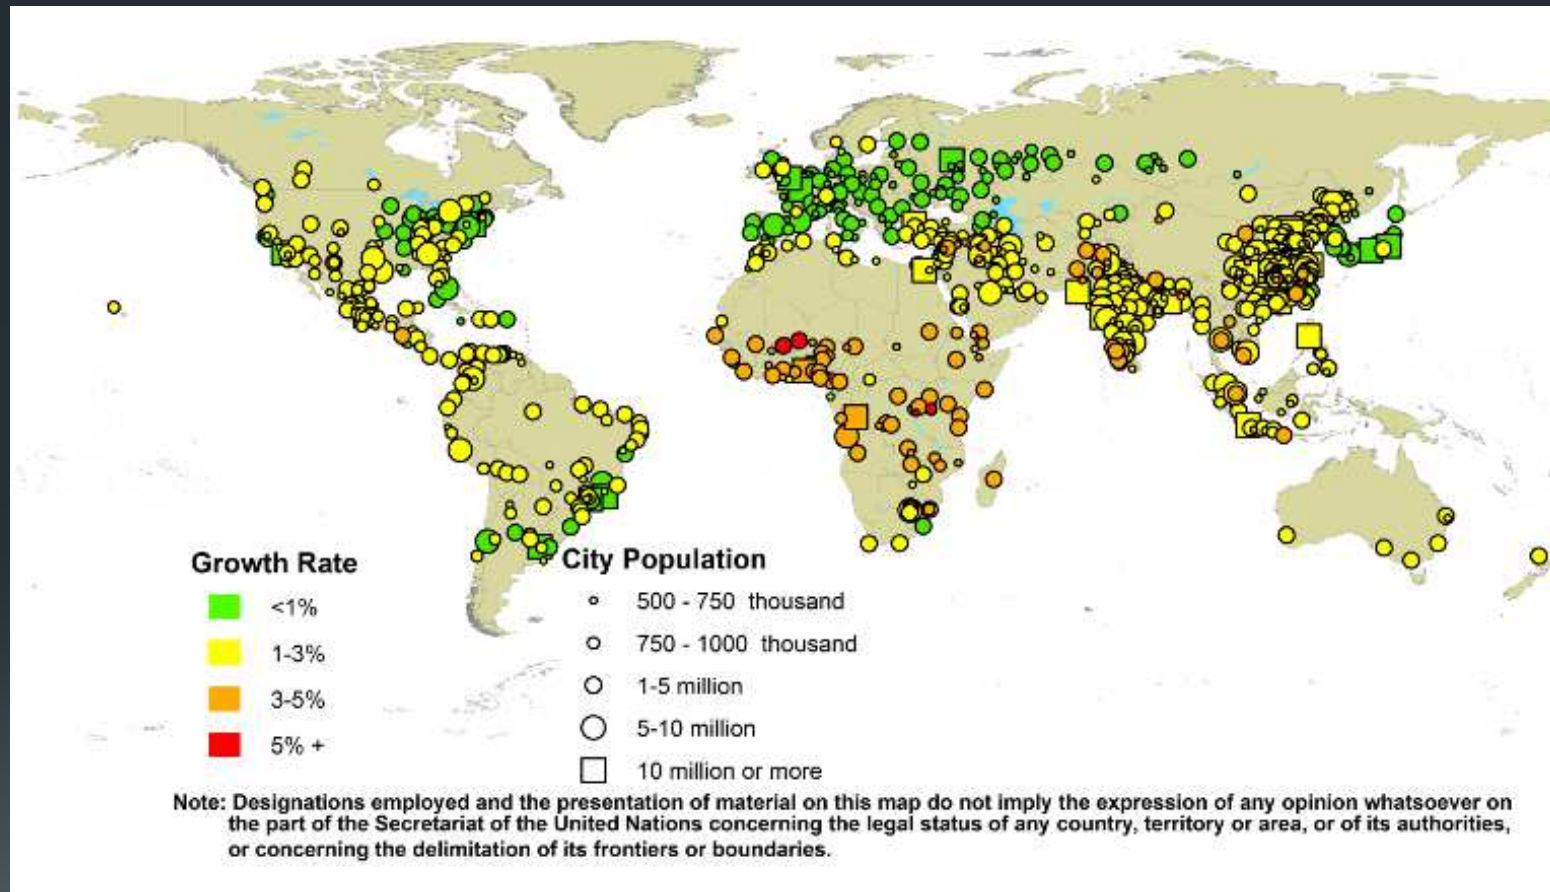 Growth Rate
<1%
1-3%
3-5%
5% +
City Population
500 - 750 thousand
750 - 1000 thousand
1-5 million
5-10 million
10 million or more
Note: Designations employed and the presentation of material on this map do not imply the expression of any opinion whatsoever on
the part of the Secretariat of the United Nations concerning the legal status of any country, territory or area, or of its authorities,
or concerning the delimitation of its frontiers or boundaries.